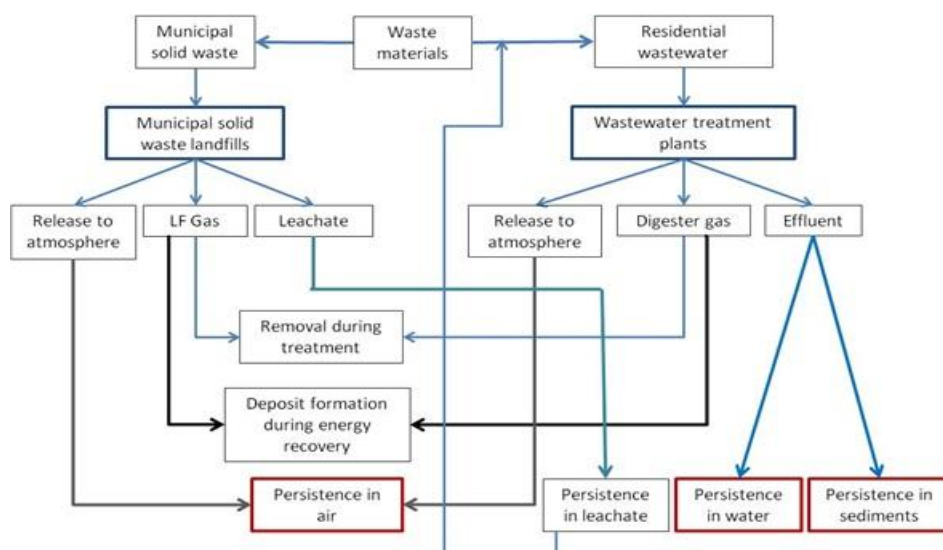 Municipal
solid waste
Waste
materials
Residential
wastewater
Municipal solid
waste landfills
Wastewater treatment
plants
Release to
atmosphere
LF Gas
Leachate
Release to
atmosphere
Digester gas
Effluent
Removal during
treatment
Deposit formation
during energy
recovery
Persistence in
air
Persistence
in leachate
Persistence
in water
Persistence in
sediments